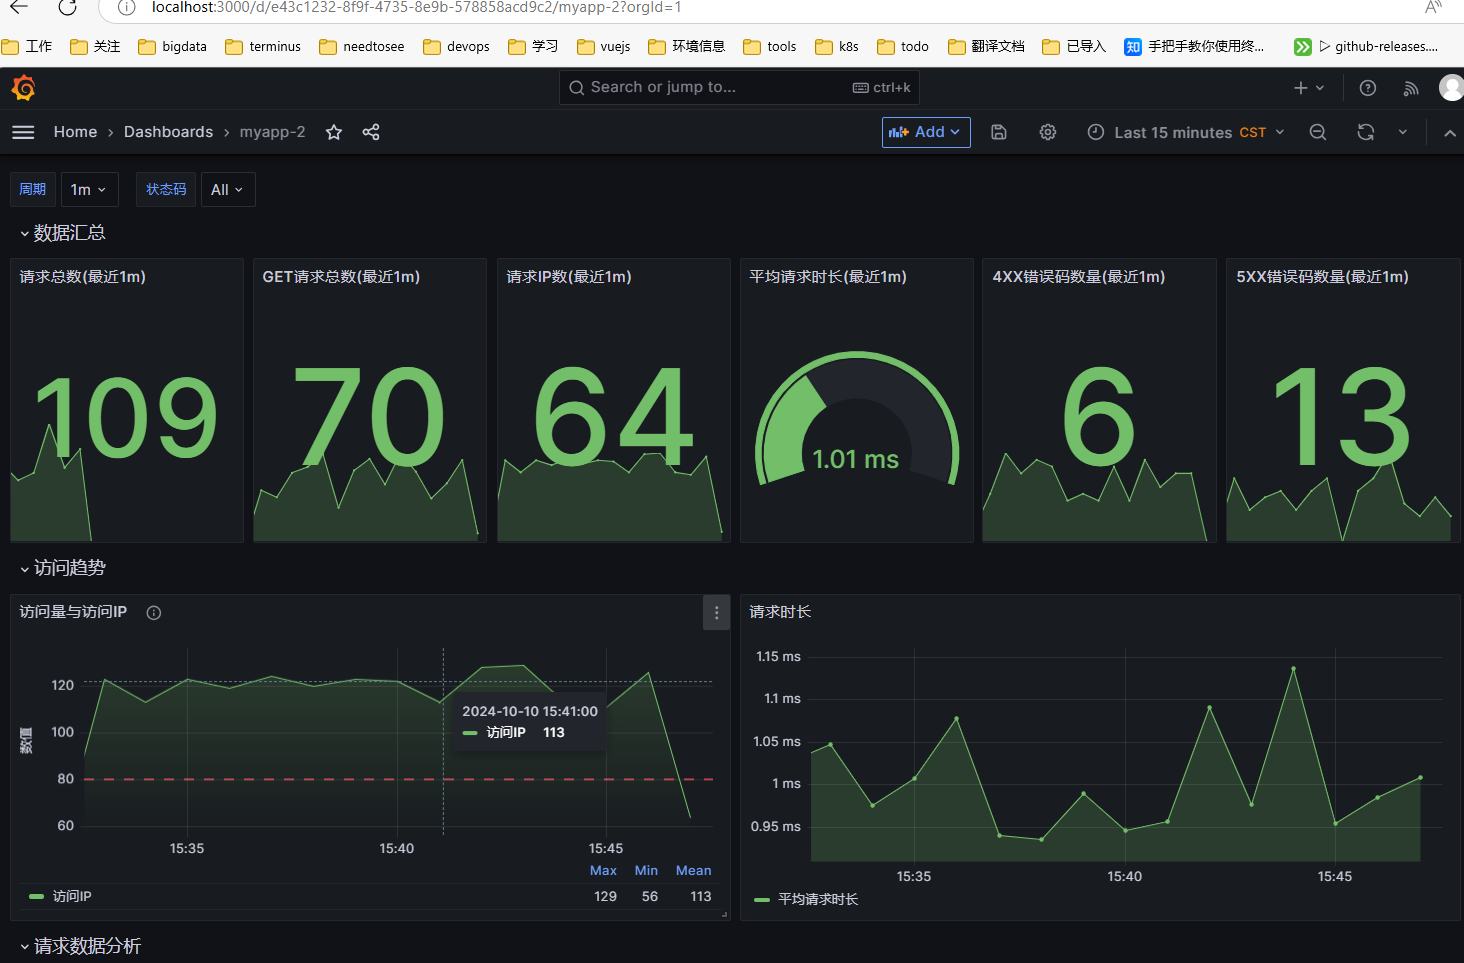 localhost:3000/d/e43c1232-8f9f-4735-8e9b-578858acd9c2/myapp-2?orgId=1
工作 关注 bigdata terminus needtosee devops 学习 vuejs 环境信息 tools k8s todo 翻译文档 已导入 知 手把手教你使用终... github-releases....
Search or jump to... ctrl+k
Home › Dashboards › myapp-2 Add Last 15 minutes CST
周期 1m 状态码 All
数据汇总
请求总数(最近1m) GET请求总数(最近1m) 请求IP数(最近1m) 平均请求时长(最近1m) 4XX错误码数量(最近1m) 5XX错误码数量(最近1m)
109 70 64 1.01 ms 6 13
访问趋势
访问量与访问IP
数值
120
100
80
60
15:35 15:40 15:45
2024-10-10 15:41:00
访问IP 113
Max Min Mean
访问IP 129 56 113
请求时长
1.15 ms
1.1 ms
1.05 ms
1 ms
0.95 ms
15:35 15:40 15:45
平均请求时长
请求数据分析